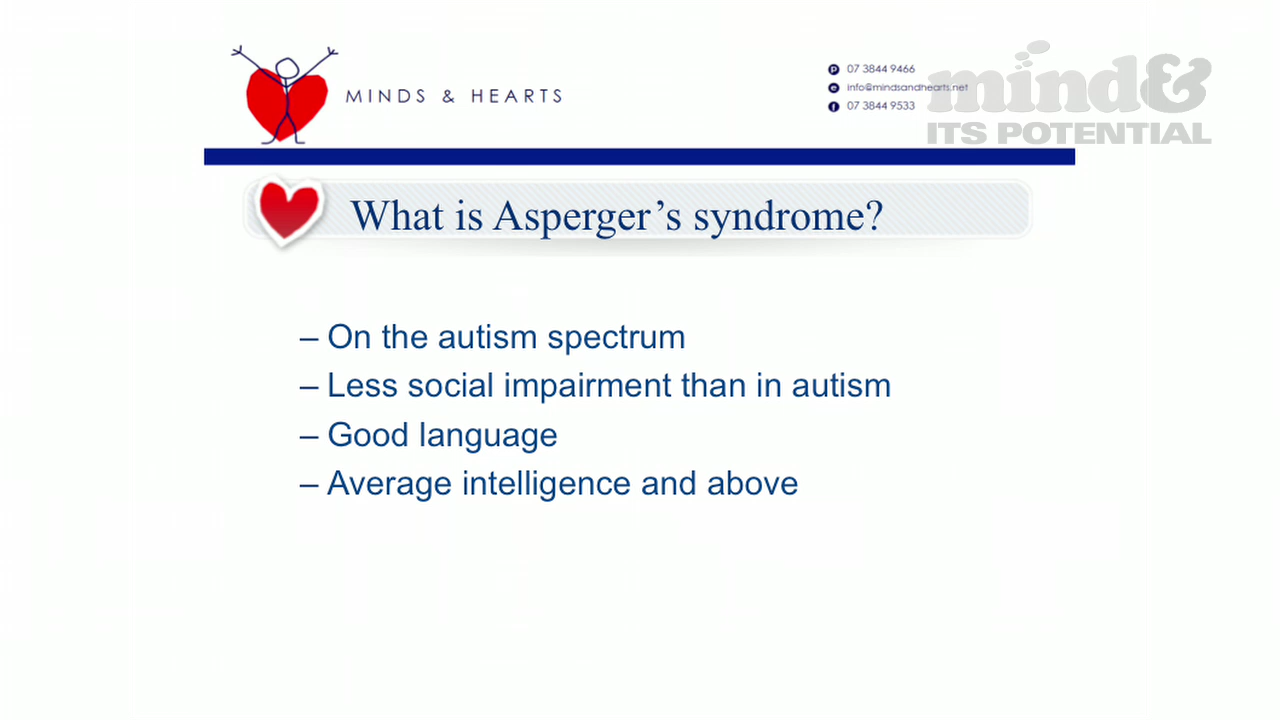 MINDS & HEARTS
P 07 3844 9466
e info@mindsandhearts.net
f 07 3844 9533
mind&
ITS POTENTIAL
What is Asperger’s syndrome?
– On the autism spectrum
– Less social impairment than in autism
– Good language
– Average intelligence and above